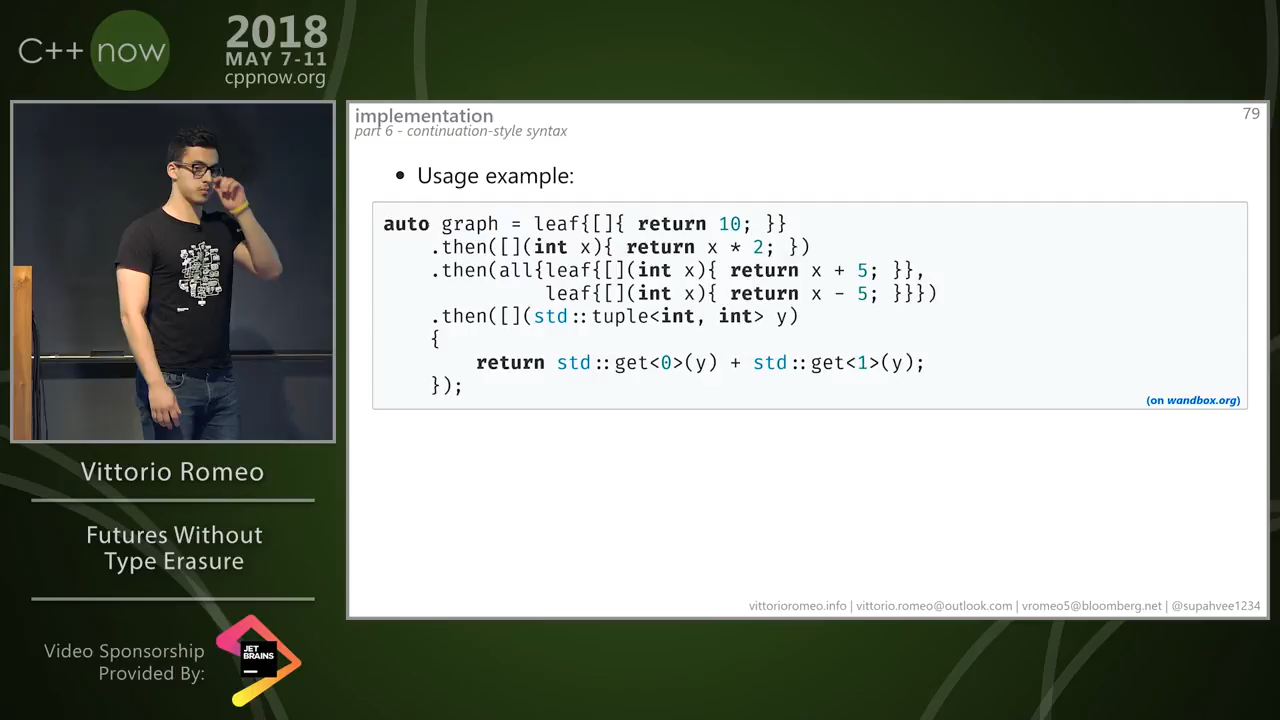 C++ now
2018
MAY 7-11
cppnow.org
implementation
part 6 - continuation-style syntax
79
• Usage example:
auto graph = leaf{[]{ return 10; }}
.then([](int x){ return x * 2; })
.then(all{leaf{[](int x){ return x + 5; }},
leaf{[](int x){ return x - 5; }}})
.then([](std::tuple<int, int> y)
{
return std::get<0>(y) + std::get<1>(y);
});
(on wandbox.org)
vittorioromeo.info | vittorio.romeo@outlook.com | vromeo5@bloomberg.net | @supahvee1234
Vittorio Romeo
Futures Without
Type Erasure
Video Sponsorship
Provided By:
JET
BRAINS